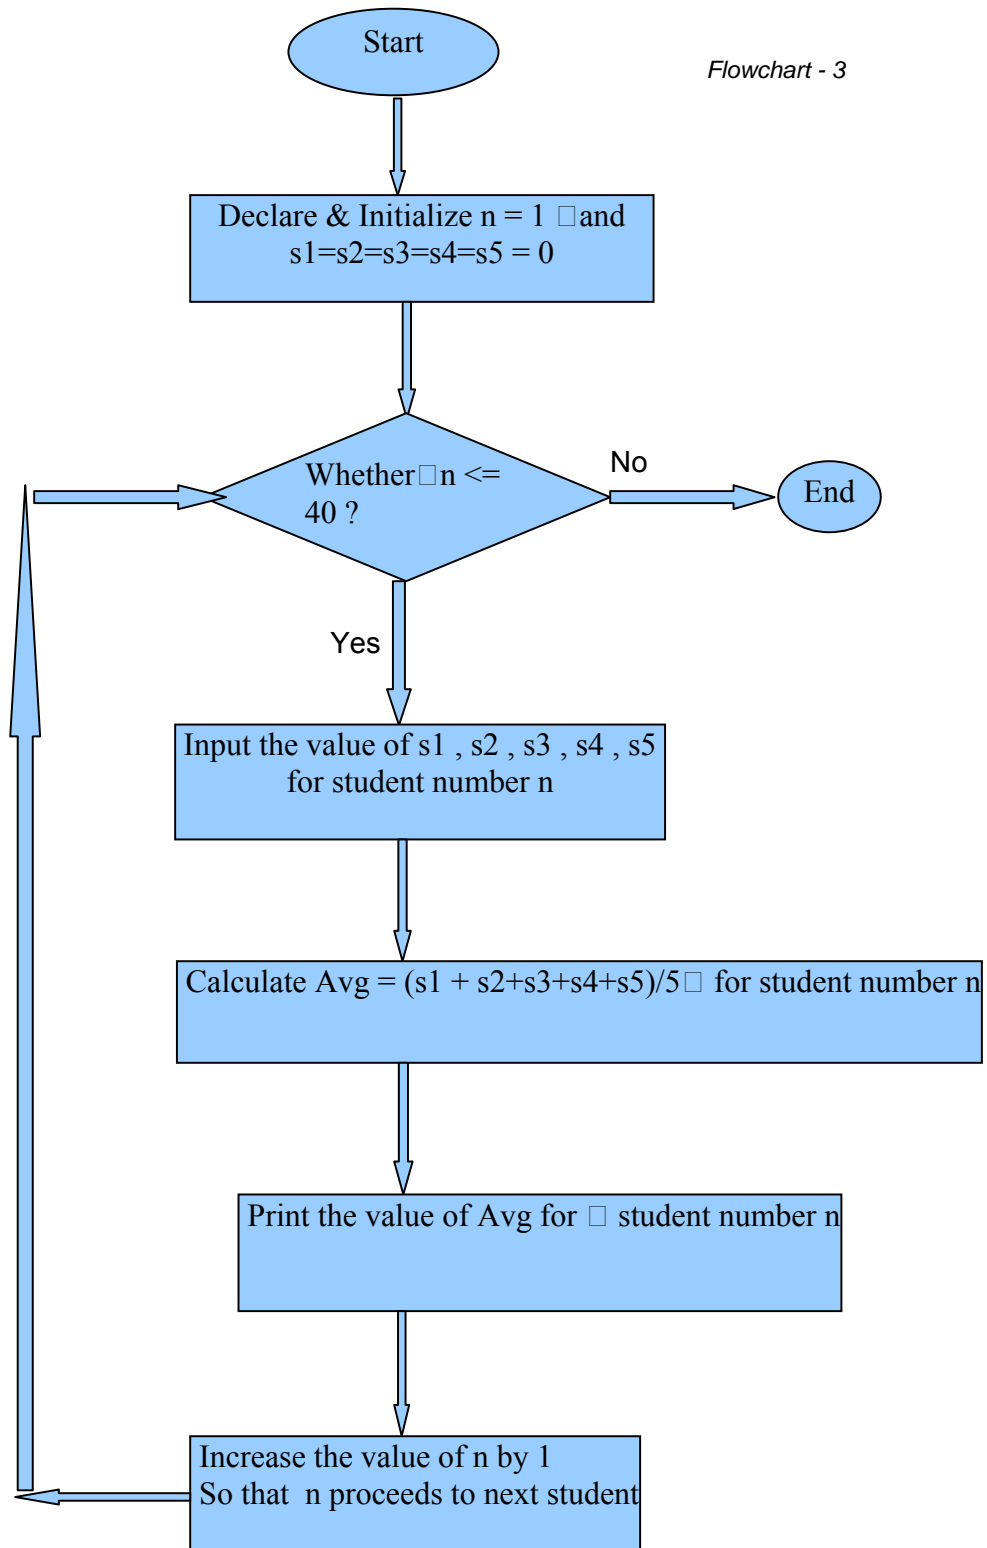 Start
Flowchart - 3
Declare & Initialize n = 1 □and
s1=s2=s3=s4=s5 = 0
Whether□n <=
40 ?
No
End
Yes
Input the value of s1 , s2 , s3 , s4 , s5
for student number n
Calculate Avg = (s1 + s2+s3+s4+s5)/5□ for student number n
Print the value of Avg for □ student number n
Increase the value of n by 1
So that n proceeds to next student